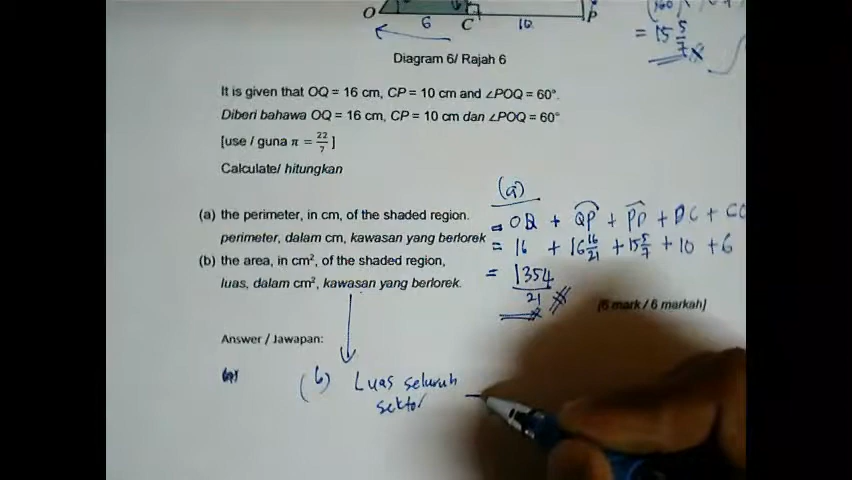 O 6 C 10 P
= 15 5/7
Diagram 6/ Rajah 6
It is given that OQ = 16 cm, CP = 10 cm and ∠POQ = 60°.
Diberi bahawa OQ = 16 cm, CP = 10 cm dan ∠POQ = 60°
[use / guna π = 22/7 ]
Calculate/ hitungkan
(a)
(a) the perimeter, in cm, of the shaded region.
= OQ + QP + PD + DC + CO
perimeter, dalam cm, kawasan yang berlorek
= 16 + 16 16/21 + 15 5/7 + 10 + 6
(b) the area, in cm², of the shaded region,
= 1354/21
luas, dalam cm², kawasan yang berlorek.
[6 mark / 6 markah]
Answer / Jawapan:
(b) Luas seluruh
sektor